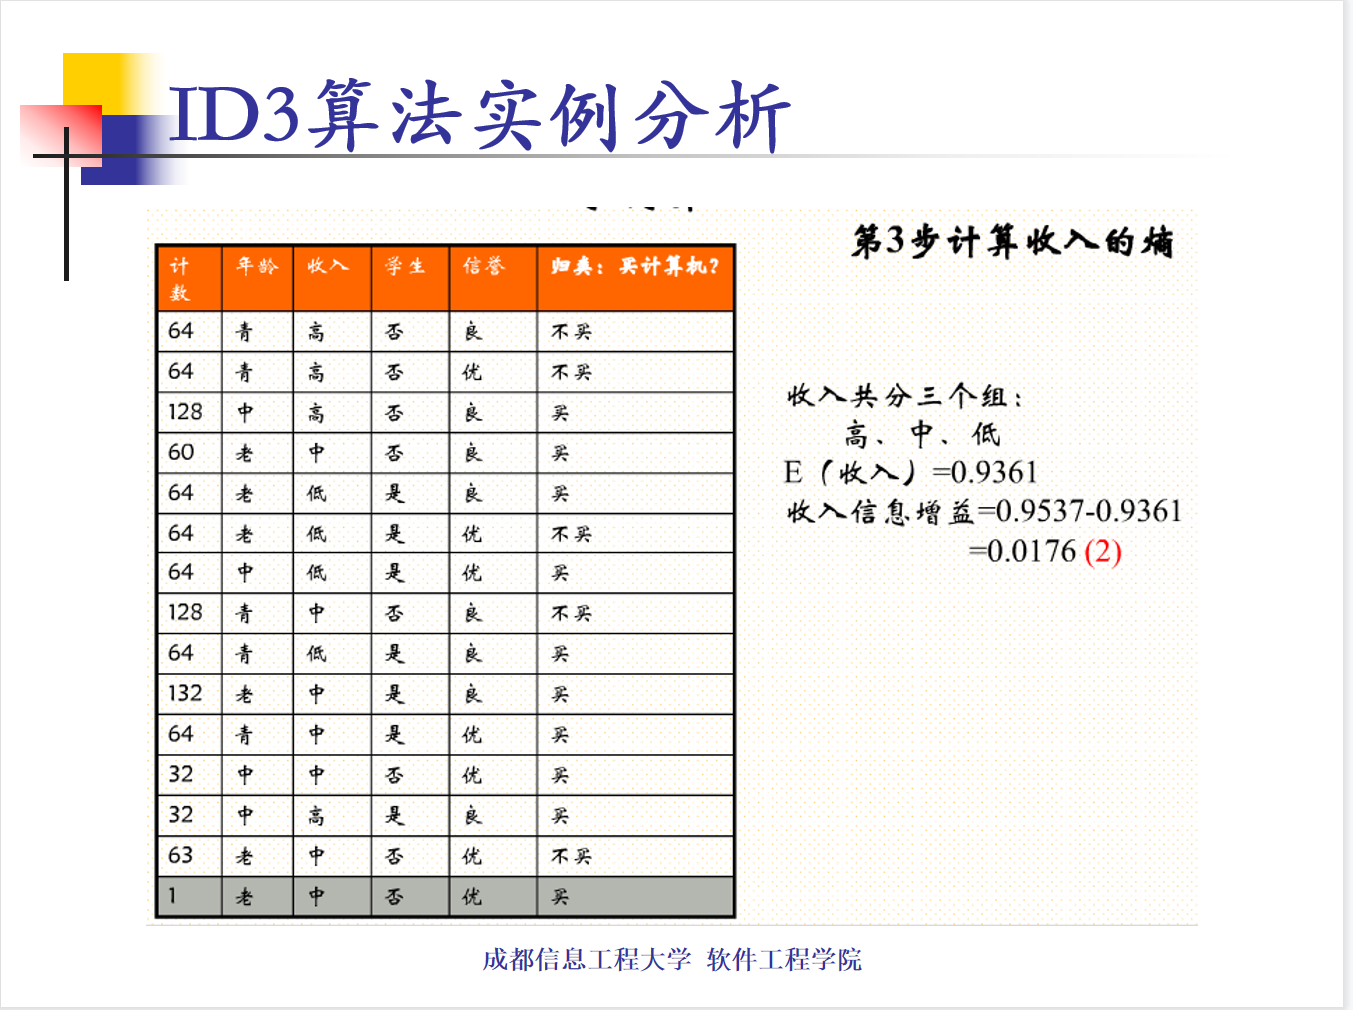 ID3算法实例分析
第3步计算收入的熵
计数 年龄 收入 学生 信誉 归类：买计算机？
64 青 高 否 良 不买
64 青 高 否 优 不买
128 中 高 否 良 买
60 老 中 否 良 买
64 老 低 是 良 买
64 老 低 是 优 不买
64 中 低 是 优 买
128 青 中 否 良 不买
64 青 低 是 良 买
132 老 中 是 良 买
64 青 中 是 优 买
32 中 中 否 优 买
32 中 高 是 良 买
63 老 中 否 优 不买
1 老 中 否 优 买
收入共分三个组：
高、中、低
E（收入）=0.9361
收入信息增益=0.9537-0.9361
=0.0176 (2)
成都信息工程大学 软件工程学院